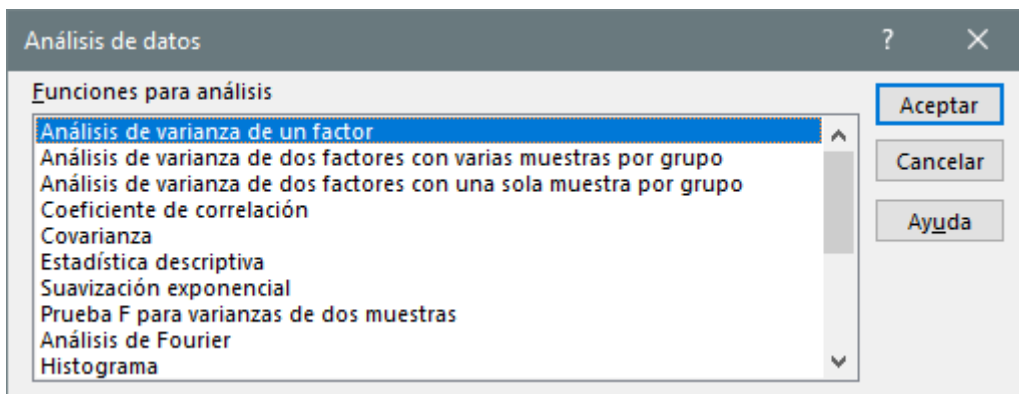 Análisis de datos
?
Funciones para análisis
Análisis de varianza de un factor
Análisis de varianza de dos factores con varias muestras por grupo
Análisis de varianza de dos factores con una sola muestra por grupo
Coeficiente de correlación
Covarianza
Estadística descriptiva
Suavización exponencial
Prueba F para varianzas de dos muestras
Análisis de Fourier
Histograma
Aceptar
Cancelar
Ayuda